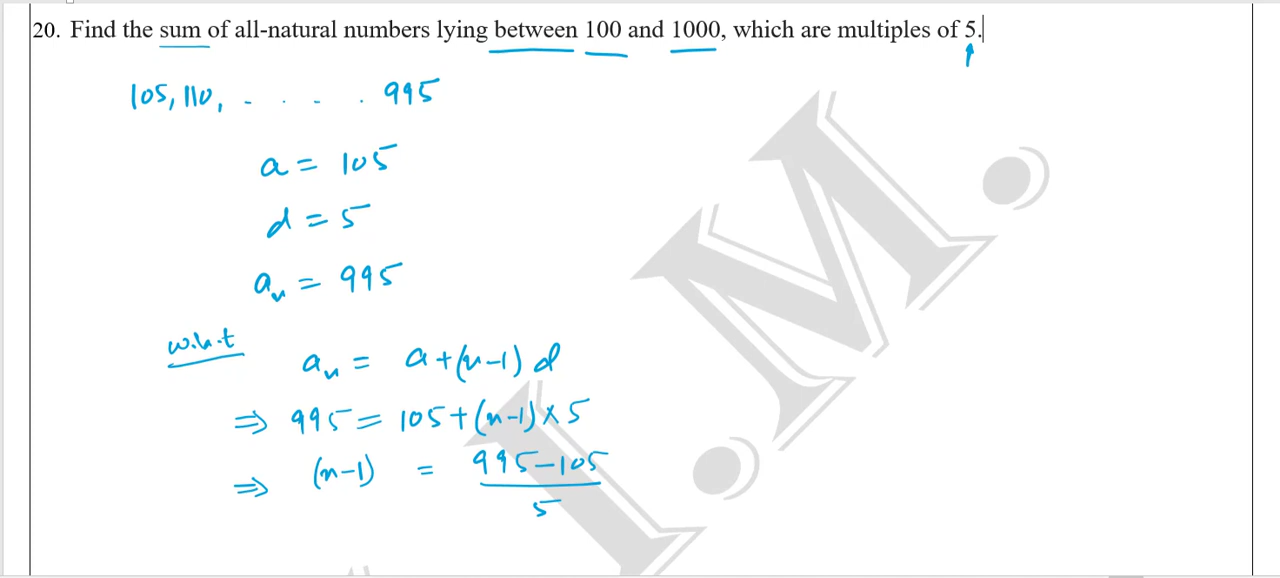 20. Find the sum of all-natural numbers lying between 100 and 1000, which are multiples of 5.
105, 110, - . . - . . 995
a = 105
d = 5
aₙ = 995
w.k.t
aₙ = a+(n-1) d
⇒ 995 = 105+(n-1)×5
⇒ (n-1) = 995-105
5
I.M.